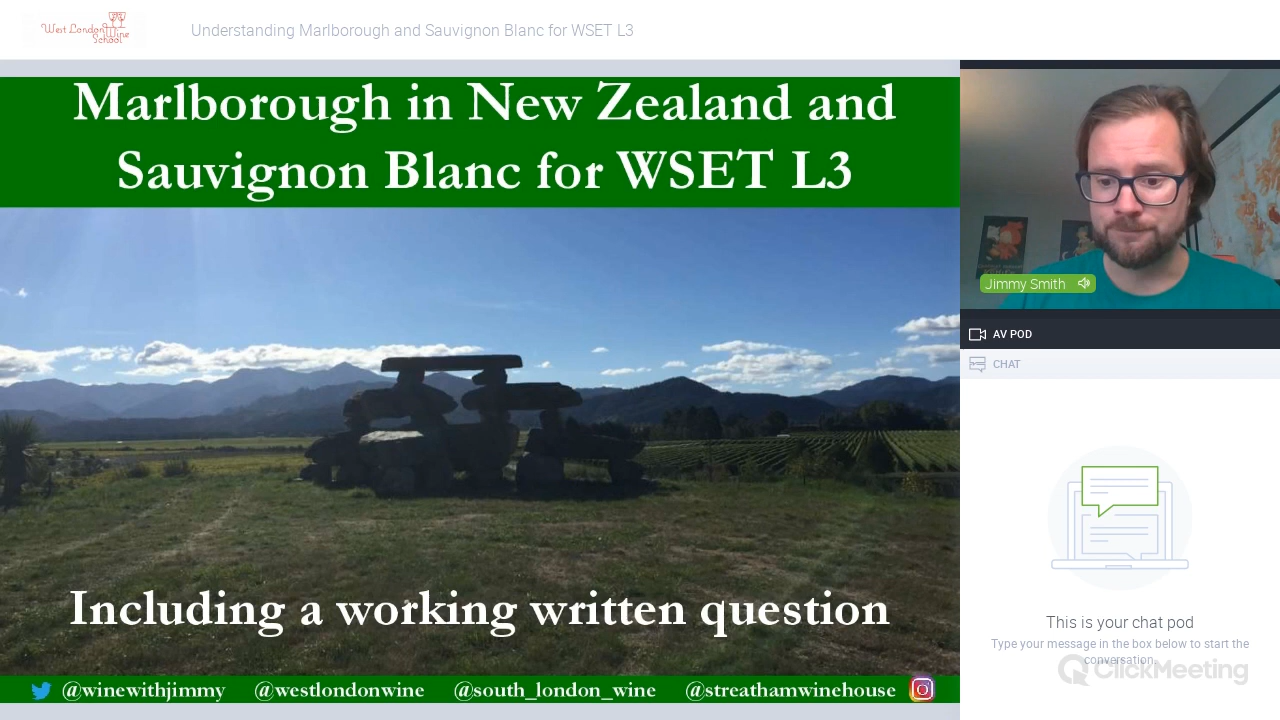 West London Wine School
Understanding Marlborough and Sauvignon Blanc for WSET L3
Marlborough in New Zealand and
Sauvignon Blanc for WSET L3
Including a working written question
@winewithjimmy @westlondonwine @south_london_wine @streathamwinehouse
Jimmy Smith
AV POD
CHAT
This is your chat pod
Type your message in the box below to start the
conversation.
ClickMeeting